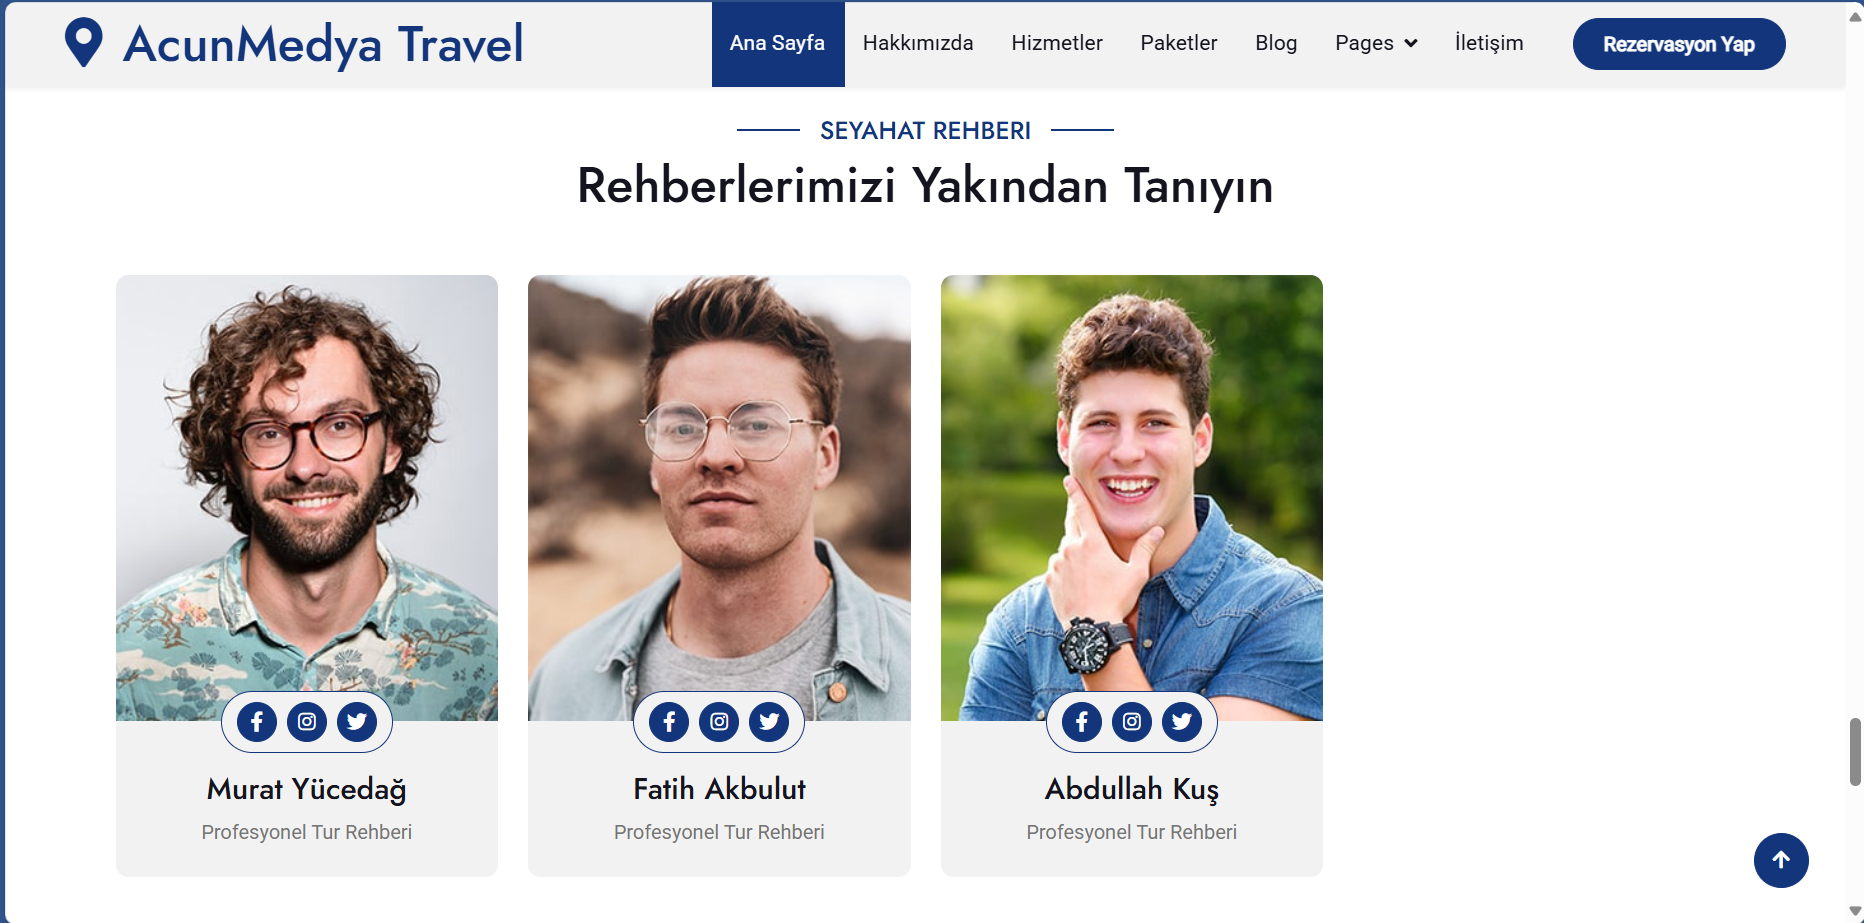 AcunMedya Travel
Ana Sayfa
Hakkımızda
Hizmetler
Paketler
Blog
Pages
İletişim
Rezervasyon Yap
SEYAHAT REHBERI
Rehberlerimizi Yakından Tanıyın
Murat Yücedağ
Profesyonel Tur Rehberi
Fatih Akbulut
Profesyonel Tur Rehberi
Abdullah Kuş
Profesyonel Tur Rehberi